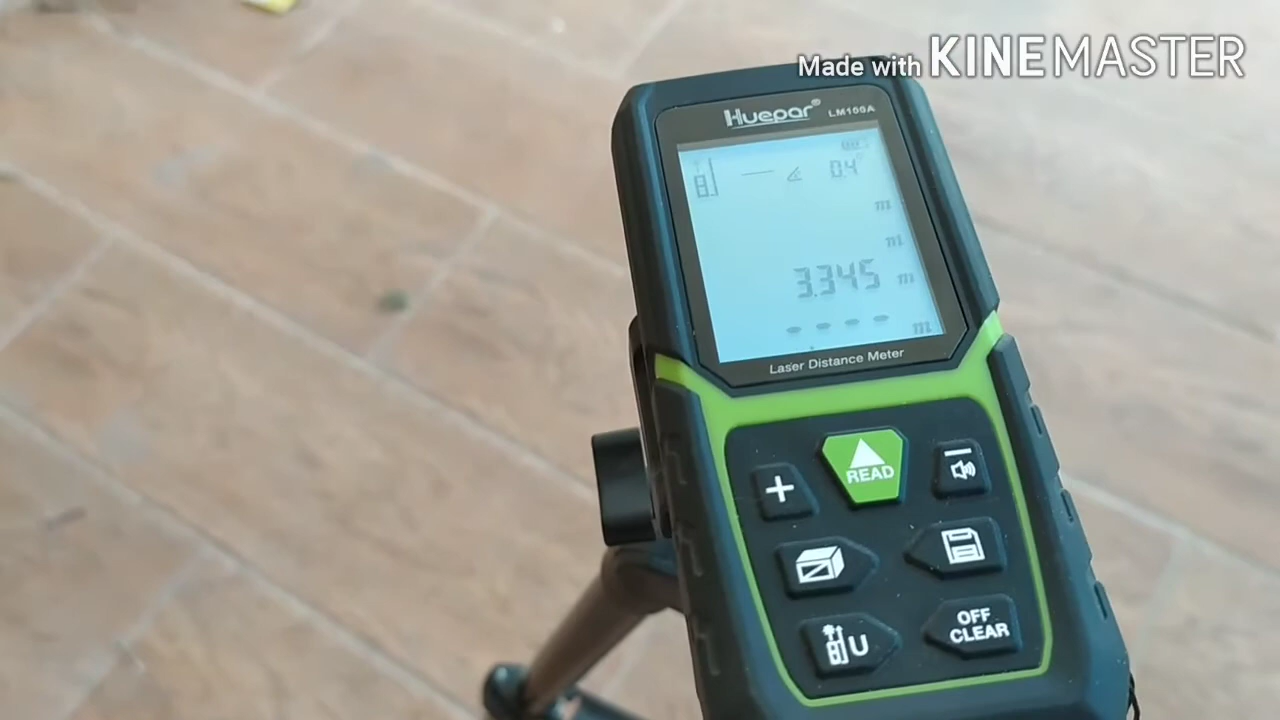 Made with KINEMASTER
Huepar® LM100A
0.4°
m
m
3.345 m
---- m
Laser Distance Meter
READ
+
U
OFF
CLEAR